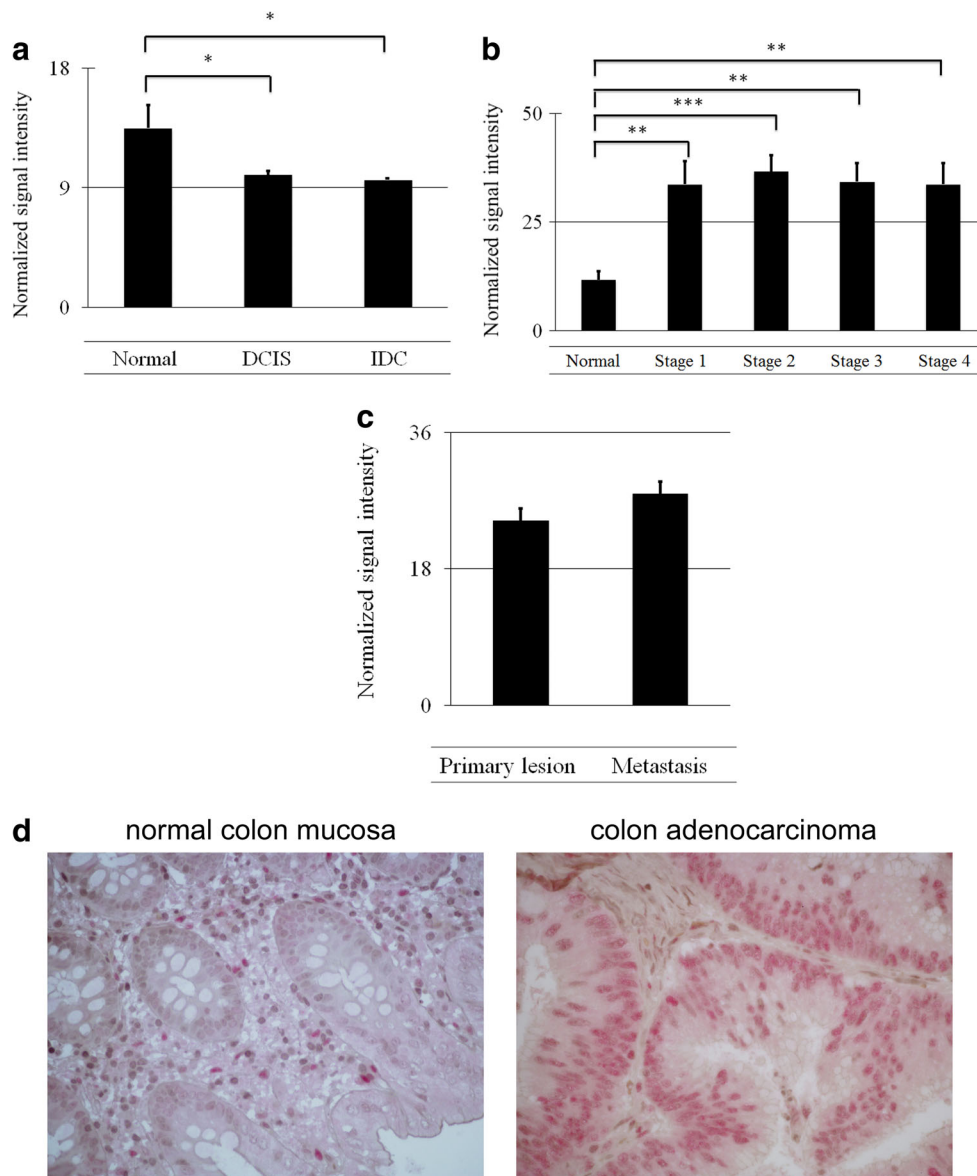 a
*
*
18
9
0
Normalized signal intensity
Normal DCIS IDC
b
**
**
***
**
50
25
0
Normalized signal intensity
Normal Stage 1 Stage 2 Stage 3 Stage 4
c
36
18
0
Normalized signal intensity
Primary lesion Metastasis
d
normal colon mucosa
colon adenocarcinoma